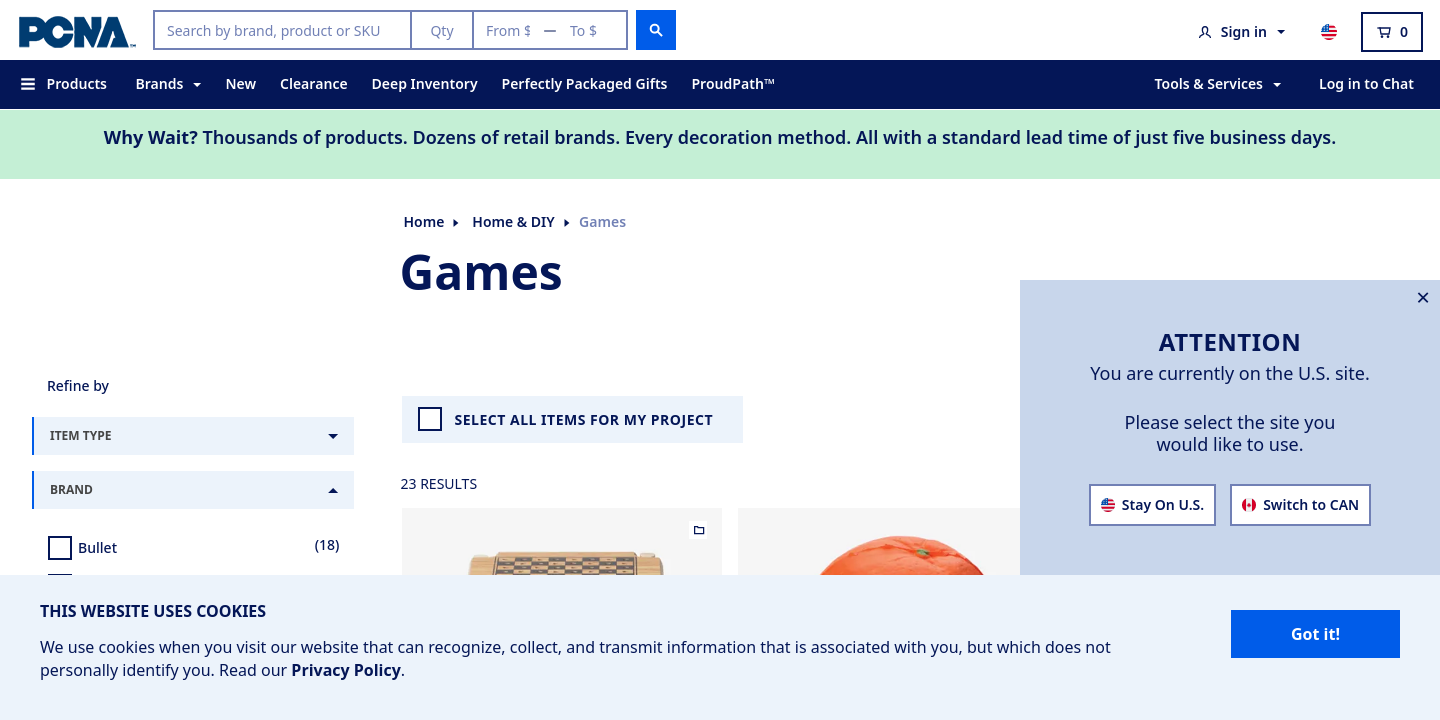 PCNA™
Search by brand, product or SKU
Qty
From $ — To $
Sign in
0
Products
Brands
New
Clearance
Deep Inventory
Perfectly Packaged Gifts
ProudPath™
Tools & Services
Log in to Chat
Why Wait? Thousands of products. Dozens of retail brands. Every decoration method. All with a standard lead time of just five business days.
Home
Home & DIY
Games
Games
Refine by
ITEM TYPE
BRAND
Bullet
(18)
SELECT ALL ITEMS FOR MY PROJECT
23 RESULTS
ATTENTION
You are currently on the U.S. site.
Please select the site you
would like to use.
Stay On U.S.
Switch to CAN
THIS WEBSITE USES COOKIES
We use cookies when you visit our website that can recognize, collect, and transmit information that is associated with you, but which does not
personally identify you. Read our Privacy Policy.
Got it!